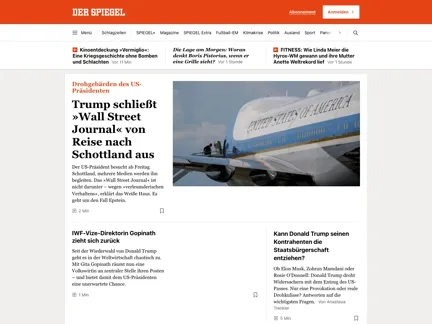 DER SPIEGEL
Abonnement
Anmelden
Menü
Schlagzeilen
SPIEGEL+
Magazine
SPIEGEL Extra
Fußball-EM
Klimakrise
Politik
Ausland
Sport
Kinoentdeckung »Vermiglio«:
Eine Kriegsgeschichte ohne Bomben
und Schlachten Vor 11 Min
Die Lage am Morgen: Woran
denkt Boris Pistorius, wenn er
eine Grille sieht? Vor 1 Stunde
FITNESS: Wie Linda Meier die
Hyrox-WM gewann und ihre Mutter
Anette Weltrekord lief Vor 1 Stunde
Drohgebärden des US-
Präsidenten
Trump schließt
»Wall Street
Journal« von
Reise nach
Schottland aus
Der US-Präsident besucht ab Freitag
Schottland, mehrere Medien werden ihn
begleiten. Das »Wall Street Journal« ist
nicht darunter – wegen »verleumderischen
Verhaltens«, erklärt das Weiße Haus. Es
geht um den Fall Epstein.
2 Min
UNITED STATES OF AMERICA
IWF-Vize-Direktorin Gopinath
zieht sich zurück
Seit der Wiederwahl von Donald Trump
geht es in der Weltwirtschaft chaotisch zu.
Mit Gita Gopinath räumt nun eine
Volkswirtin an zentraler Stelle ihren Posten
– und bietet damit dem US-Präsidenten
eine unerwartete Chance.
1 Min
Kann Donald Trump seinen
Kontrahenten die
Staatsbürgerschaft
entziehen?
Ob Elon Musk, Zohran Mamdani oder
Rosie O'Donnell: Donald Trump droht
Widersachern mit dem Entzug des US-
Passes. Nur eine Provokation oder reale
Drohkulisse? Antworten auf die
wichtigsten Fragen. Von Anastasia
Trenkler
5 Min